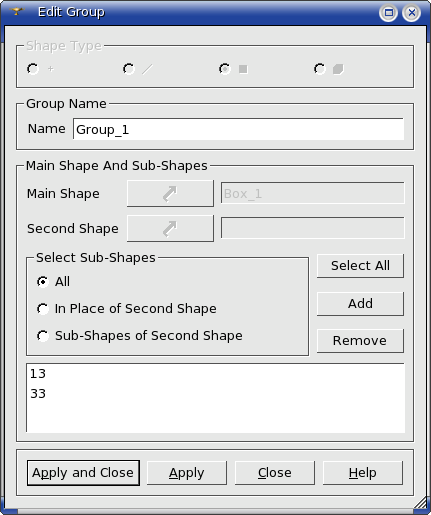 Edit Group
Shape Type
Group Name
Name Group_1
Main Shape And Sub-Shapes
Main Shape Box_1
Second Shape
Select Sub-Shapes
Select All
All
In Place of Second Shape
Add
Sub-Shapes of Second Shape
Remove
13
33
Apply and Close Apply Close Help